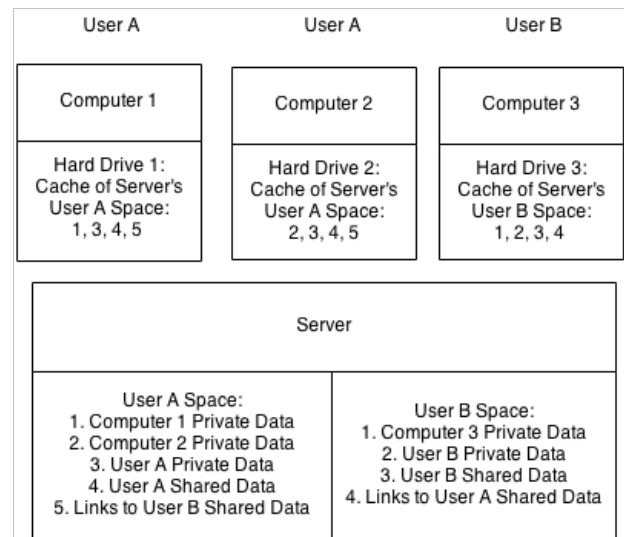 User A
User A
User B
Computer 1
Computer 2
Computer 3
Hard Drive 1:
Cache of Server's
User A Space:
1, 3, 4, 5
Hard Drive 2:
Cache of Server's
User A Space:
2, 3, 4, 5
Hard Drive 3:
Cache of Server's
User B Space:
1, 2, 3, 4
Server
User A Space:
1. Computer 1 Private Data
2. Computer 2 Private Data
3. User A Private Data
4. User A Shared Data
5. Links to User B Shared Data
User B Space:
1. Computer 3 Private Data
2. User B Private Data
3. User B Shared Data
4. Links to User A Shared Data